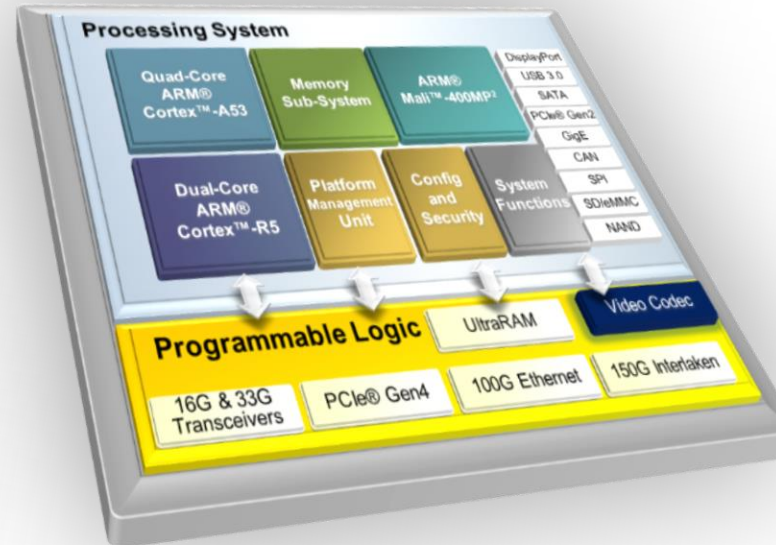 Processing System
Quad-Core
ARM®
Cortex™-A53
Memory
Sub-System
ARM®
Mali™-400MP²
DisplayPort
USB 3.0
SATA
PCIe® Gen2
GigE
CAN
SPI
SD/eMMC
NAND
Dual-Core
ARM®
Cortex™-R5
Platform
Management
Unit
Config
and
Security
System
Functions
Programmable Logic
UltraRAM
Video Codec
16G & 33G
Transceivers
PCIe® Gen4
100G Ethernet
150G Interlaken